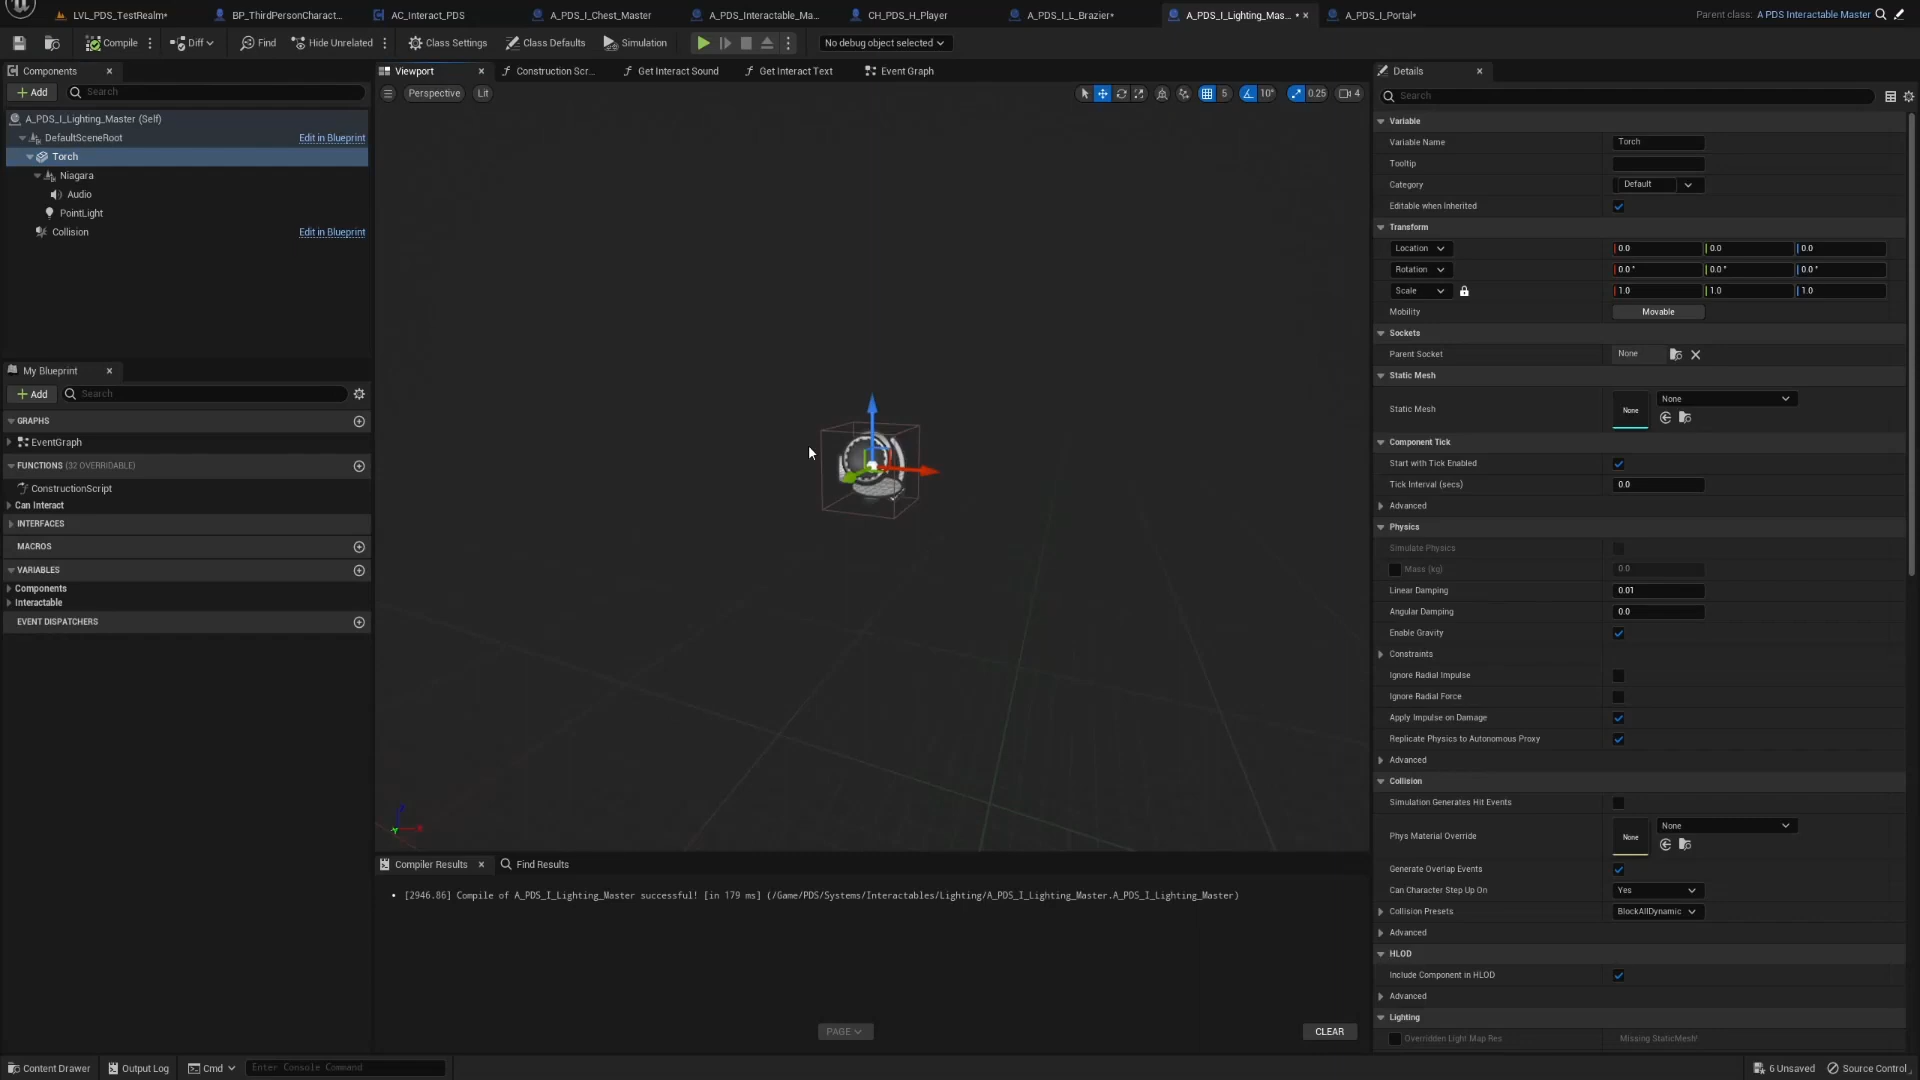 LVL_PDS_TestRealm*
BP_ThirdPersonCharact...
AC_Interact_PDS
A_PDS_I_Chest_Master
A_PDS_Interactable_Ma...
CH_PDS_H_Player
A_PDS_I_L_Brazier*
A_PDS_I_Lighting_Mas... *
A_PDS_I_Portal*
Parent class: A PDS Interactable Master
Compile
Diff
Find
Hide Unrelated
Class Settings
Class Defaults
Simulation
No debug object selected
Components
Add
Search
A_PDS_I_Lighting_Master (Self)
DefaultSceneRoot
Edit in Blueprint
Torch
Niagara
Audio
PointLight
Collision
Edit in Blueprint
My Blueprint
Add
Search
GRAPHS
EventGraph
FUNCTIONS (32 OVERRIDABLE)
ConstructionScript
Can Interact
INTERFACES
MACROS
VARIABLES
Components
Interactable
EVENT DISPATCHERS
Viewport
Construction Scr...
Get Interact Sound
Get Interact Text
Event Graph
Perspective
Lit
5
10°
0.25
4
Compiler Results
Find Results
• [2946.86] Compile of A_PDS_I_Lighting_Master successful! [in 179 ms] (/Game/PDS/Systems/Interactables/Lighting/A_PDS_I_Lighting_Master.A_PDS_I_Lighting_Master)
PAGE
CLEAR
Details
Search
Variable
Variable Name
Torch
Tooltip
Category
Default
Editable when Inherited
Transform
Location
0.0
0.0
0.0
Rotation
0.0 °
0.0 °
0.0 °
Scale
1.0
1.0
1.0
Mobility
Movable
Sockets
Parent Socket
None
Static Mesh
Static Mesh
None
None
Component Tick
Start with Tick Enabled
Tick Interval (secs)
0.0
Advanced
Physics
Simulate Physics
Mass (kg)
0.0
Linear Damping
0.01
Angular Damping
0.0
Enable Gravity
Constraints
Ignore Radial Impulse
Ignore Radial Force
Apply Impulse on Damage
Replicate Physics to Autonomous Proxy
Advanced
Collision
Simulation Generates Hit Events
Phys Material Override
None
None
Generate Overlap Events
Can Character Step Up On
Yes
Collision Presets
BlockAllDynamic
Advanced
HLOD
Include Component in HLOD
Advanced
Lighting
Overridden Light Map Res
Missing StaticMesh!
Content Drawer
Output Log
Cmd
Enter Console Command
6 Unsaved
Source Control